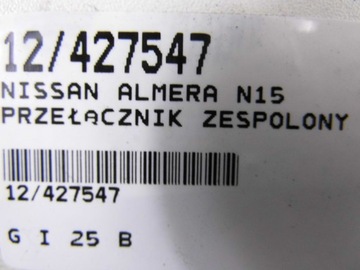 12/427547
NISSAN ALMERA N15
PRZEŁĄCZNIK ZESPOLONY
12/427547
G I 25 B